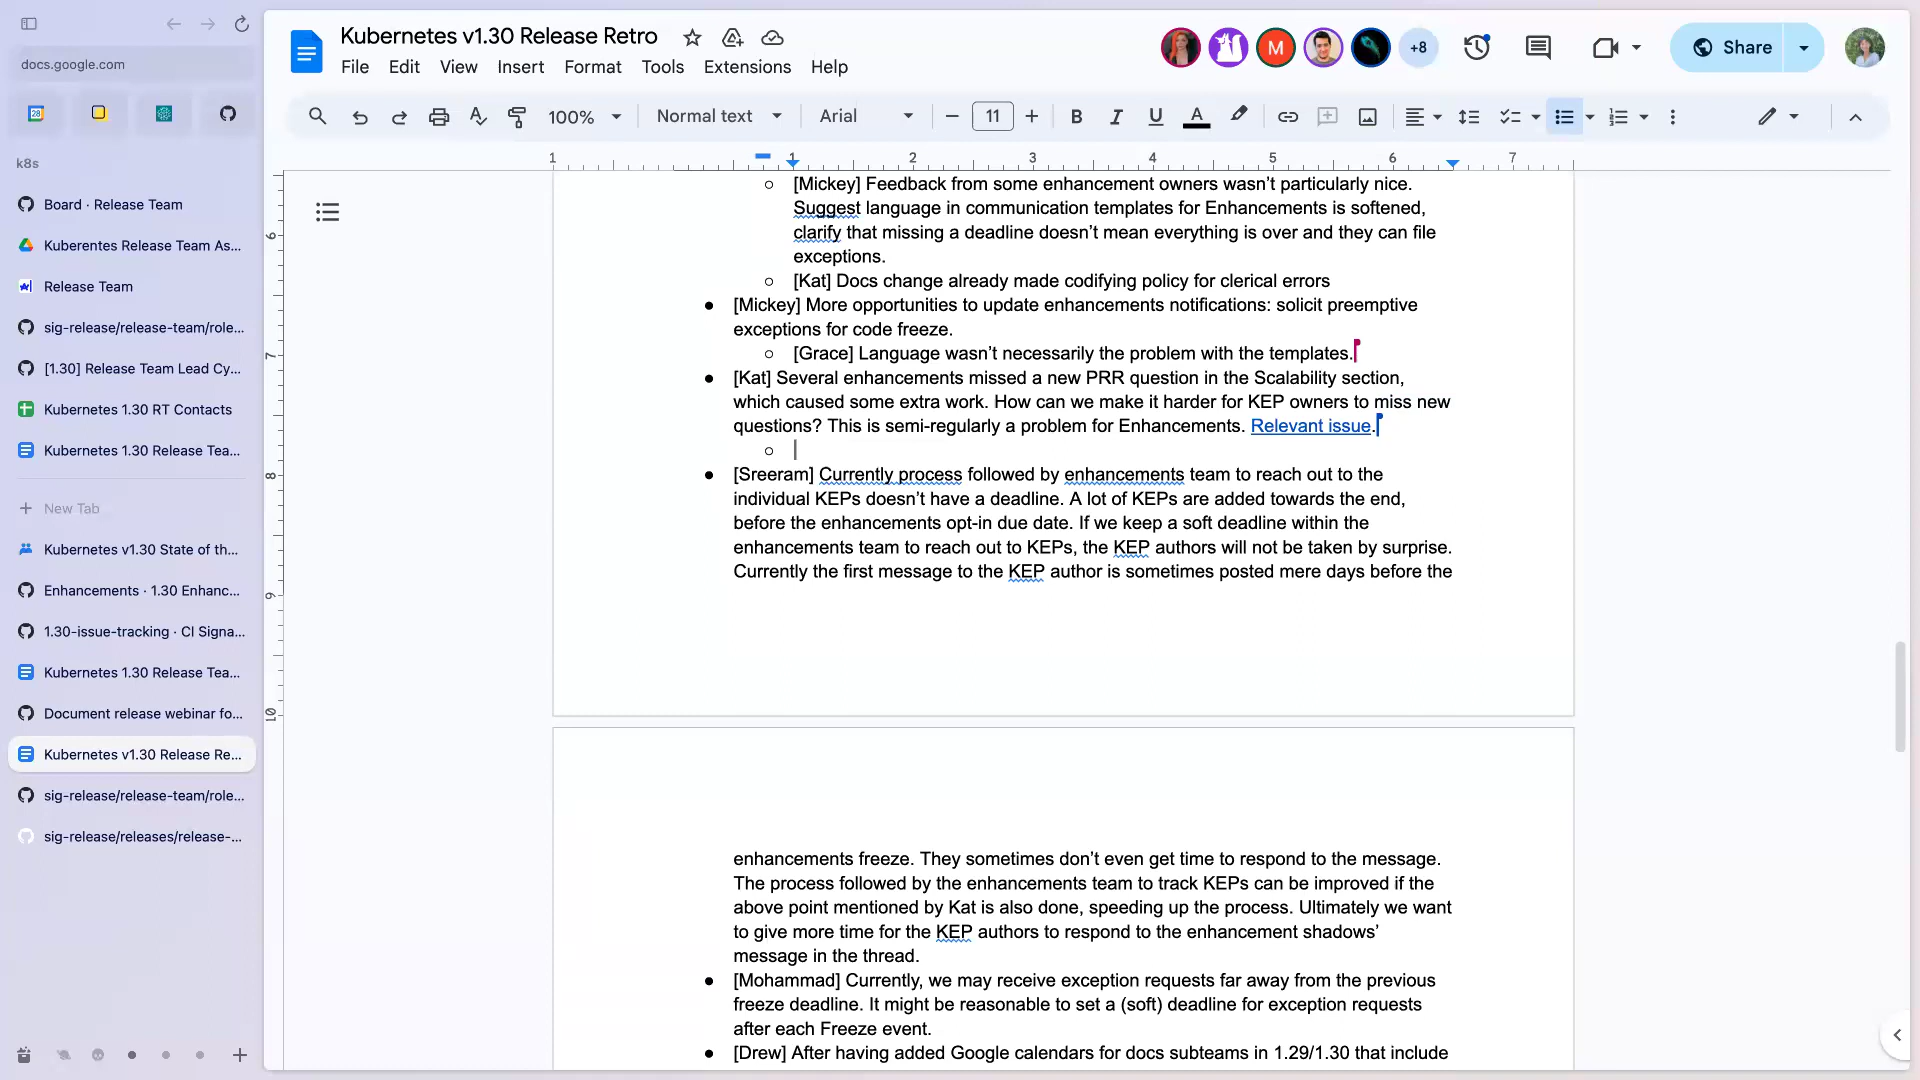 docs.google.com
28
k8s
Board · Release Team
Kuberentes Release Team As...
Release Team
sig-release/release-team/role...
[1.30] Release Team Lead Cy...
Kubernetes 1.30 RT Contacts
Kubernetes 1.30 Release Tea...
New Tab
Kubernetes v1.30 State of th...
Enhancements · 1.30 Enhanc...
1.30-issue-tracking · CI Signa...
Kubernetes 1.30 Release Tea...
Document release webinar fo...
Kubernetes v1.30 Release Re...
sig-release/release-team/role...
sig-release/releases/release-...
Kubernetes v1.30 Release Retro
File Edit View Insert Format Tools Extensions Help
M
+8
Share
100% Normal text Arial 11 B I U A
1 1 2 3 4 5 6 7
6
7
8
9
10
[Mickey] Feedback from some enhancement owners wasn't particularly nice.
Suggest language in communication templates for Enhancements is softened,
clarify that missing a deadline doesn't mean everything is over and they can file
exceptions.
[Kat] Docs change already made codifying policy for clerical errors
[Mickey] More opportunities to update enhancements notifications: solicit preemptive
exceptions for code freeze.
[Grace] Language wasn't necessarily the problem with the templates.
[Kat] Several enhancements missed a new PRR question in the Scalability section,
which caused some extra work. How can we make it harder for KEP owners to miss new
questions? This is semi-regularly a problem for Enhancements. Relevant issue.
[Sreeram] Currently process followed by enhancements team to reach out to the
individual KEPs doesn't have a deadline. A lot of KEPs are added towards the end,
before the enhancements opt-in due date. If we keep a soft deadline within the
enhancements team to reach out to KEPs, the KEP authors will not be taken by surprise.
Currently the first message to the KEP author is sometimes posted mere days before the
enhancements freeze. They sometimes don't even get time to respond to the message.
The process followed by the enhancements team to track KEPs can be improved if the
above point mentioned by Kat is also done, speeding up the process. Ultimately we want
to give more time for the KEP authors to respond to the enhancement shadows'
message in the thread.
[Mohammad] Currently, we may receive exception requests far away from the previous
freeze deadline. It might be reasonable to set a (soft) deadline for exception requests
after each Freeze event.
[Drew] After having added Google calendars for docs subteams in 1.29/1.30 that include